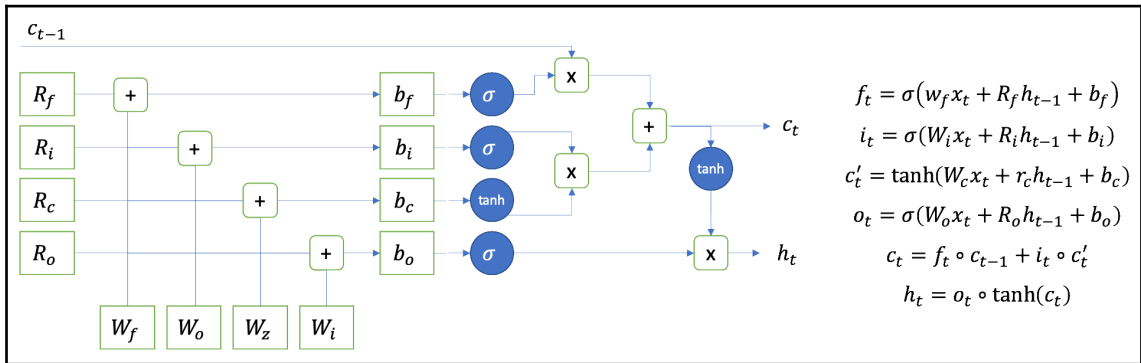 c_{t-1}
R_f + b_f σ x
R_i + b_i σ
R_c + b_c tanh x
R_o + b_o σ x h_t
+ c_t
tanh
W_f W_o W_z W_i
f_t = σ(w_f x_t + R_f h_{t-1} + b_f)
i_t = σ(W_i x_t + R_i h_{t-1} + b_i)
c'_t = tanh(W_c x_t + r_c h_{t-1} + b_c)
o_t = σ(W_o x_t + R_o h_{t-1} + b_o)
c_t = f_t ∘ c_{t-1} + i_t ∘ c'_t
h_t = o_t ∘ tanh(c_t)